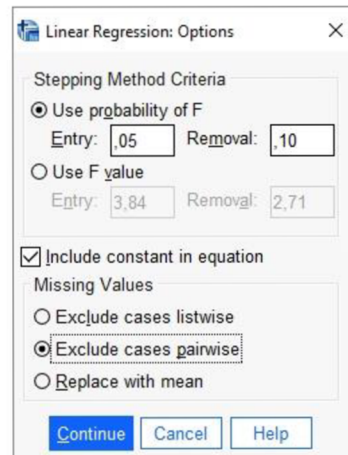 Linear Regression: Options
Stepping Method Criteria
Use probability of F
Entry: ,05 Removal: ,10
Use F value
Entry: 3,84 Removal: 2,71
Include constant in equation
Missing Values
Exclude cases listwise
Exclude cases pairwise
Replace with mean
Continue Cancel Help